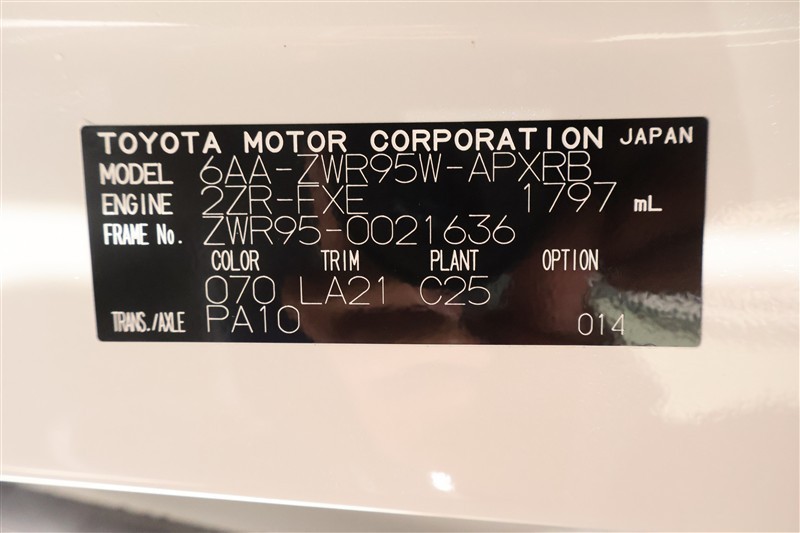 TOYOTA MOTOR CORPORATION JAPAN
MODEL 6AA-ZWR95W-APXRB
ENGINE 2ZR-FXE 1797 mL
FRAME No. ZWR95-0021636
COLOR TRIM PLANT OPTION
070 LA21 C25
TRANS./AXLE PA10 014